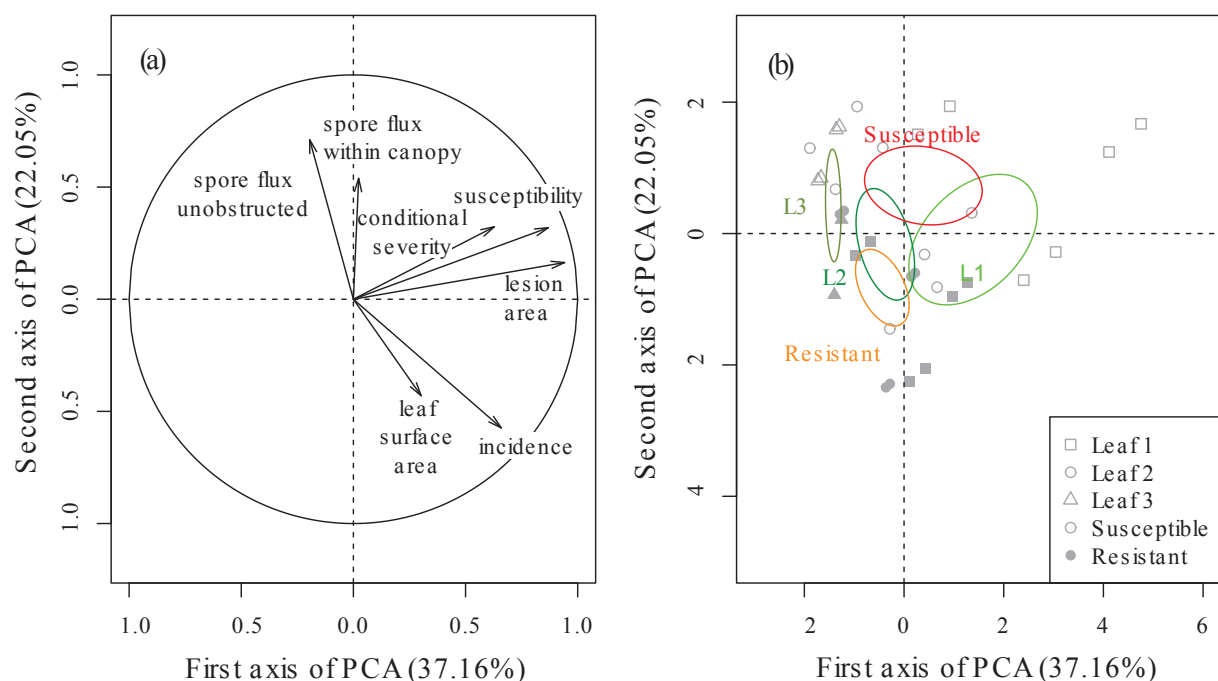 (a)
spore flux
within canopy
spore flux
unobstructed
susceptibility
conditional
severity
lesion
area
leaf
surface
area
incidence
1.0
0.5
0.0
0.5
1.0
Second axis of PCA (22.05%)
1.0
0.5
0.0
0.5
1.0
First axis of PCA (37.16%)
(b)
Susceptible
L3
L2
L1
Resistant
2
0
2
4
Second axis of PCA (22.05%)
Leaf 1
Leaf 2
Leaf 3
Susceptible
Resistant
2
0
2
4
6
First axis of PCA (37.16%)